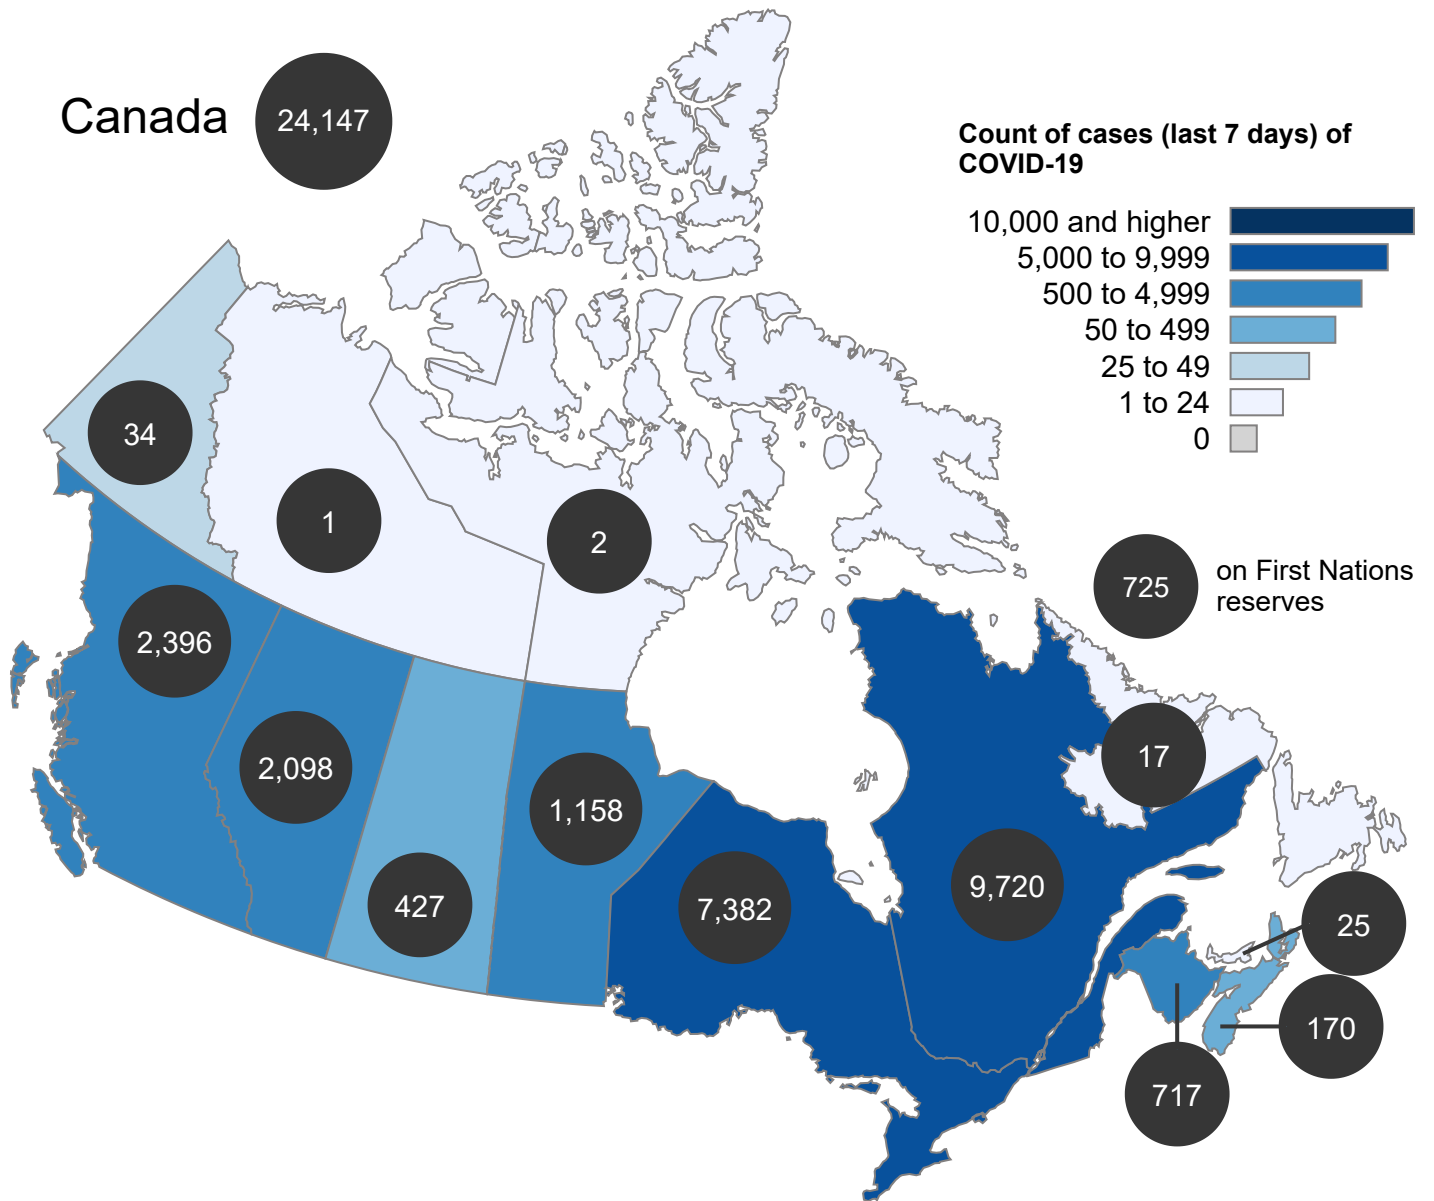 Canada
24,147
Count of cases (last 7 days) of
COVID-19
10,000 and higher
5,000 to 9,999
500 to 4,999
50 to 499
25 to 49
1 to 24
0
34
1
2
725
on First Nations
reserves
2,396
2,098
427
1,158
7,382
9,720
17
25
170
717